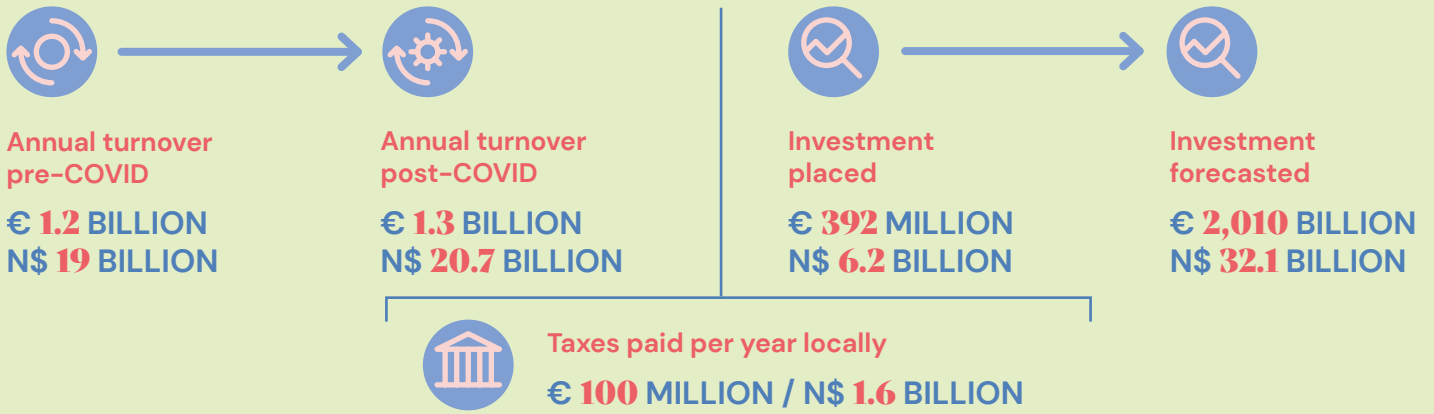 Annual turnover
pre-COVID
€ 1.2 BILLION
N$ 19 BILLION
Annual turnover
post-COVID
€ 1.3 BILLION
N$ 20.7 BILLION
Investment
placed
€ 392 MILLION
N$ 6.2 BILLION
Investment
forecasted
€ 2,010 BILLION
N$ 32.1 BILLION
Taxes paid per year locally
€ 100 MILLION / N$ 1.6 BILLION